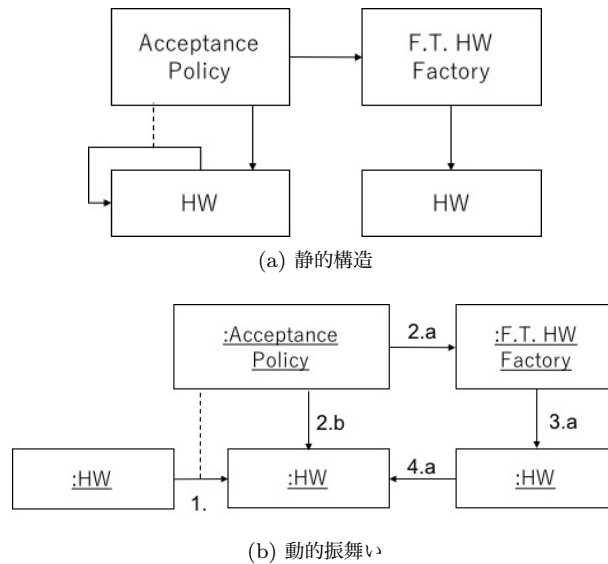 Acceptance
Policy
F.T. HW
Factory
HW
HW
(a) 静的構造
:Acceptance
Policy
2.a
:F.T. HW
Factory
2.b
3.a
:HW
1.
:HW
4.a
:HW
(b) 動的振舞い